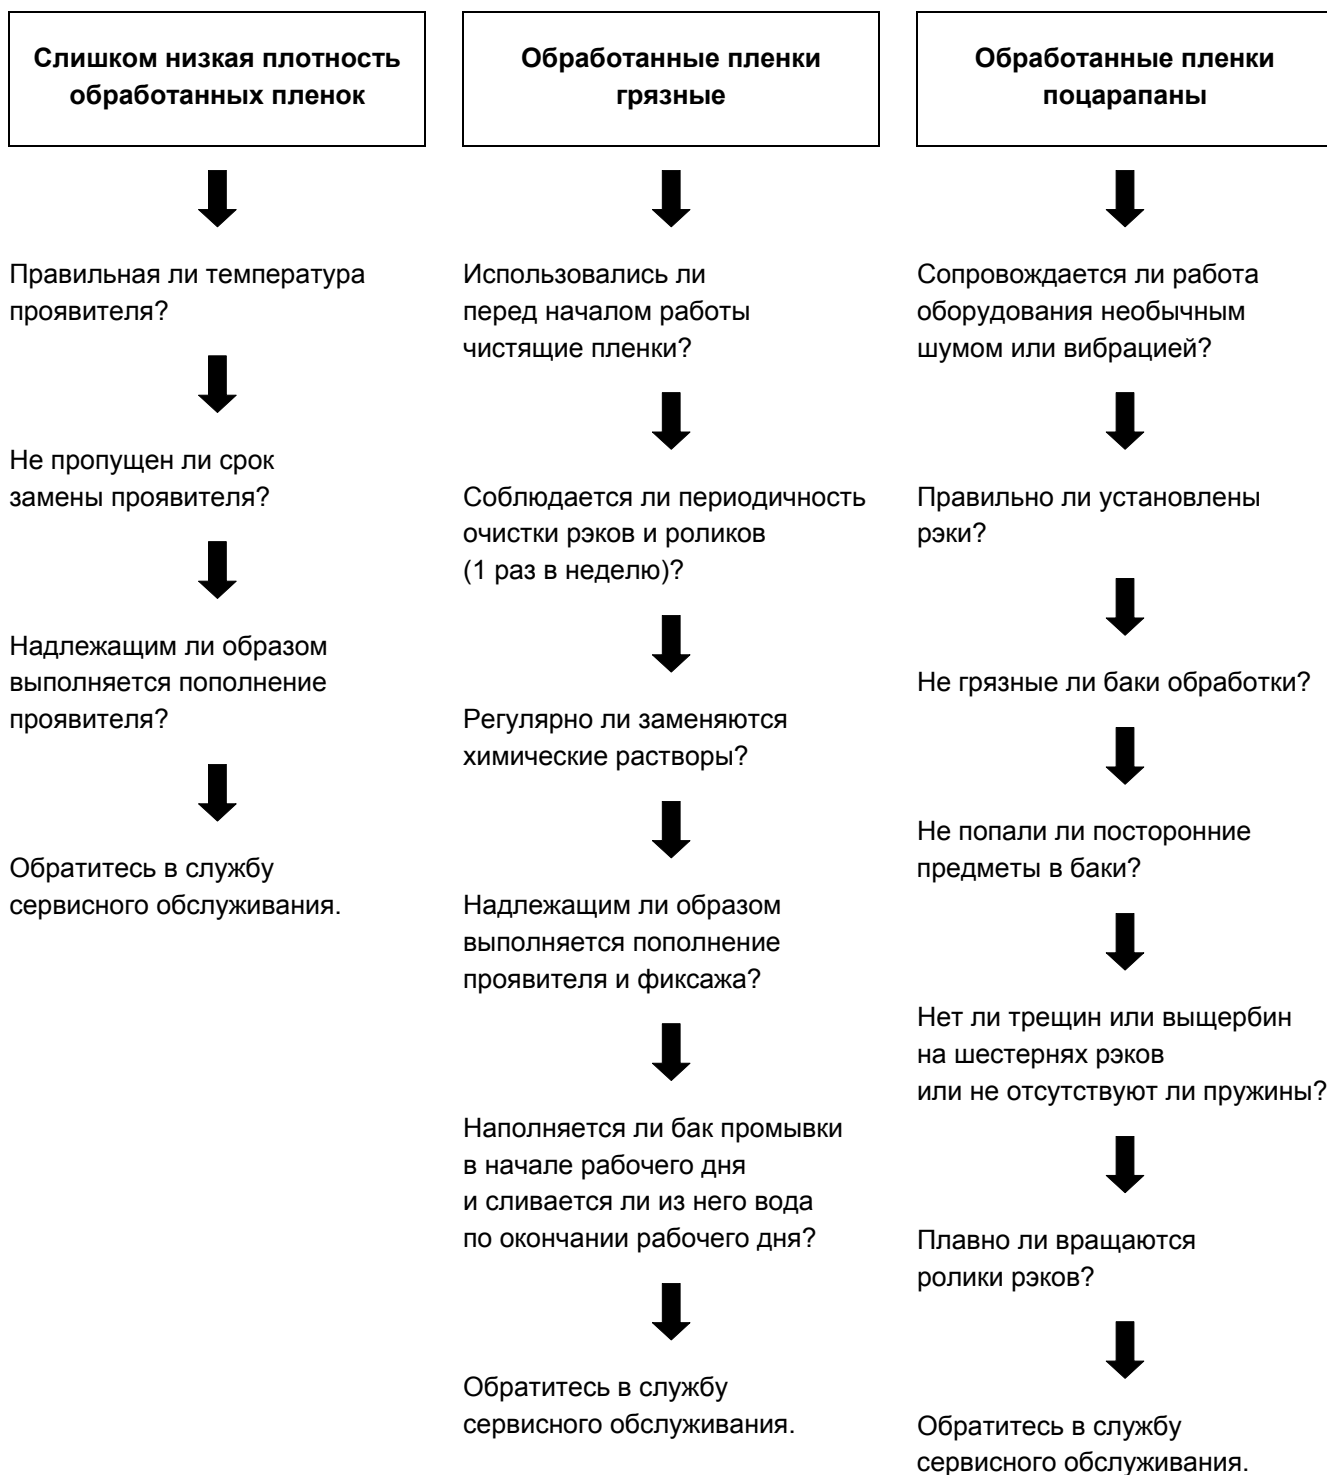 Слишком низкая плотность
обработанных пленок
Правильная ли температура
проявителя?
Не пропущен ли срок
замены проявителя?
Надлежащим ли образом
выполняется пополнение
проявителя?
Обратитесь в службу
сервисного обслуживания.
Обработанные пленки
грязные
Использовались ли
перед началом работы
чистящие пленки?
Соблюдается ли периодичность
очистки рэков и роликов
(1 раз в неделю)?
Регулярно ли заменяются
химические растворы?
Надлежащим ли образом
выполняется пополнение
проявителя и фиксажа?
Наполняется ли бак промывки
в начале рабочего дня
и сливается ли из него вода
по окончании рабочего дня?
Обратитесь в службу
сервисного обслуживания.
Обработанные пленки
поцарапаны
Сопровождается ли работа
оборудования необычным
шумом или вибрацией?
Правильно ли установлены
рэки?
Не грязные ли баки обработки?
Не попали ли посторонние
предметы в баки?
Нет ли трещин или выщербин
на шестернях рэков
или не отсутствуют ли пружины?
Плавно ли вращаются
ролики рэков?
Обратитесь в службу
сервисного обслуживания.